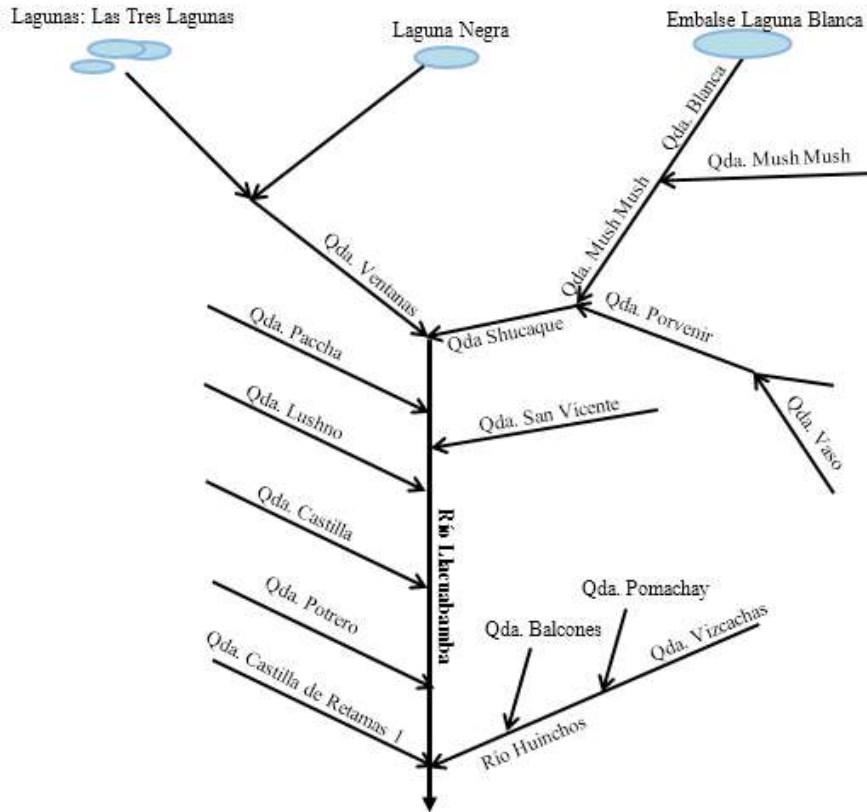 Lagunas: Las Tres Lagunas
Laguna Negra
Embalse Laguna Blanca
Qda. Blanca
Qda. Mush Mush
Qda. Mush Mush
Qda. Ventanas
Qda Shucaque
Qda. Porvenir
Qda. Paccha
Qda. Lushno
Qda. San Vicente
Qda. Vaso
Qda. Castilla
Río Llacuabamba
Qda. Potrero
Qda. Pomachay
Qda. Balcones
Qda. Vizcachas
Qda. Castilla de Retamas 1
Río Huinchos